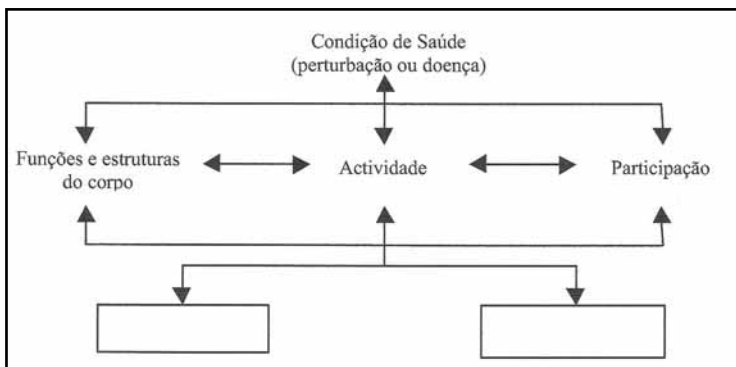 Condição de Saúde
(perturbação ou doença)
Funções e estruturas
do corpo
Actividade
Participação